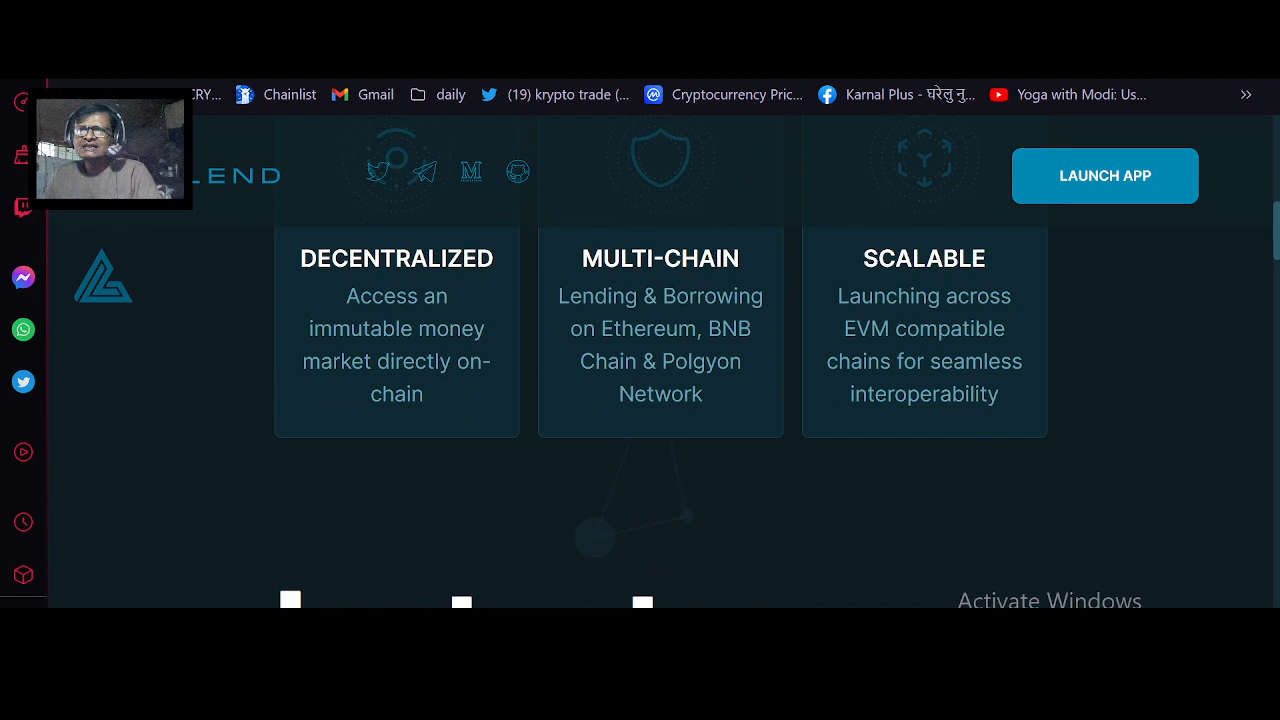 CRY...
Chainlist
Gmail
daily
(19) krypto trade (...
Cryptocurrency Pric...
Karnal Plus - घरेलु नु...
Yoga with Modi: Us...
LEND
LAUNCH APP
DECENTRALIZED
Access an
immutable money
market directly on-
chain
MULTI-CHAIN
Lending & Borrowing
on Ethereum, BNB
Chain & Polgyon
Network
SCALABLE
Launching across
EVM compatible
chains for seamless
interoperability
Activate Windows